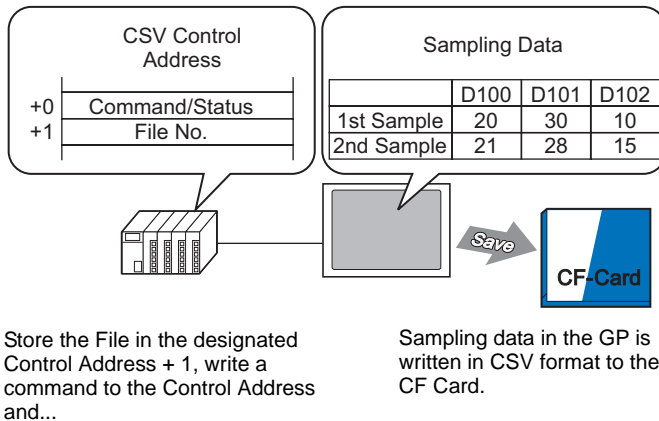 CSV Control
Address
+0 Command/Status
+1 File No.
Sampling Data
D100 D101 D102
1st Sample 20 30 10
2nd Sample 21 28 15
Save
CF-Card
Store the File in the designated
Control Address + 1, write a
command to the Control Address
and...
Sampling data in the GP is
written in CSV format to the
CF Card.